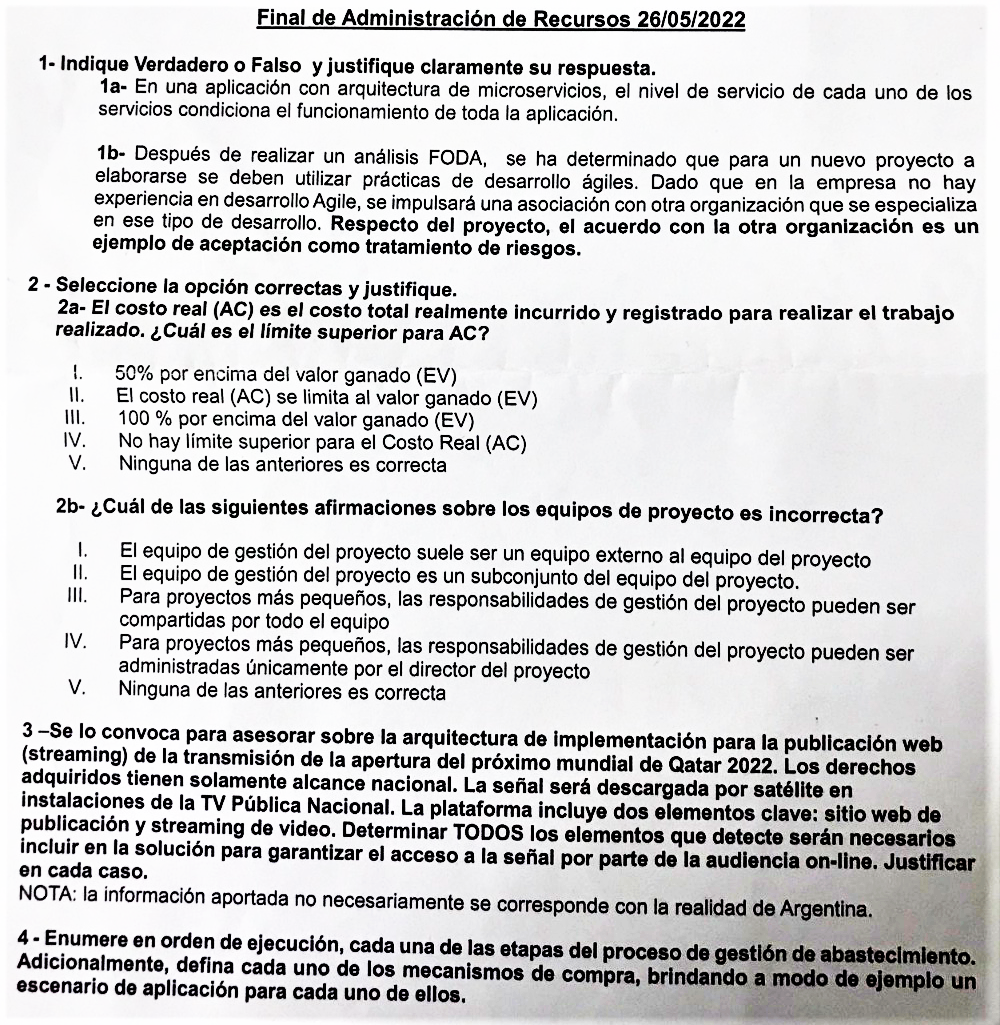 Final de Administración de Recursos 26/05/2022
1- Indique Verdadero o Falso y justifique claramente su respuesta.
1a- En una aplicación con arquitectura de microservicios, el nivel de servicio de cada uno de los
servicios condiciona el funcionamiento de toda la aplicación.
1b- Después de realizar un análisis FODA, se ha determinado que para un nuevo proyecto a
elaborarse se deben utilizar prácticas de desarrollo ágiles. Dado que en la empresa no hay
experiencia en desarrollo Agile, se impulsará una asociación con otra organización que se especializa
en ese tipo de desarrollo. Respecto del proyecto, el acuerdo con la otra organización es un
ejemplo de aceptación como tratamiento de riesgos.
2 - Seleccione la opción correctas y justifique.
2a- El costo real (AC) es el costo total realmente incurrido y registrado para realizar el trabajo
realizado. ¿Cuál es el límite superior para AC?
I. 50% por encima del valor ganado (EV)
II. El costo real (AC) se limita al valor ganado (EV)
III. 100 % por encima del valor ganado (EV)
IV. No hay límite superior para el Costo Real (AC)
V. Ninguna de las anteriores es correcta
2b- ¿Cuál de las siguientes afirmaciones sobre los equipos de proyecto es incorrecta?
I. El equipo de gestión del proyecto suele ser un equipo externo al equipo del proyecto
II. El equipo de gestión del proyecto es un subconjunto del equipo del proyecto.
III. Para proyectos más pequeños, las responsabilidades de gestión del proyecto pueden ser
compartidas por todo el equipo
IV. Para proyectos más pequeños, las responsabilidades de gestión del proyecto pueden ser
administradas únicamente por el director del proyecto
V. Ninguna de las anteriores es correcta
3 –Se lo convoca para asesorar sobre la arquitectura de implementación para la publicación web
(streaming) de la transmisión de la apertura del próximo mundial de Qatar 2022. Los derechos
adquiridos tienen solamente alcance nacional. La señal será descargada por satélite en
instalaciones de la TV Pública Nacional. La plataforma incluye dos elementos clave: sitio web de
publicación y streaming de video. Determinar TODOS los elementos que detecte serán necesarios
incluir en la solución para garantizar el acceso a la señal por parte de la audiencia on-line. Justificar
en cada caso.
NOTA: la información aportada no necesariamente se corresponde con la realidad de Argentina.
4 - Enumere en orden de ejecución, cada una de las etapas del proceso de gestión de abastecimiento.
Adicionalmente, defina cada uno de los mecanismos de compra, brindando a modo de ejemplo un
escenario de aplicación para cada uno de ellos.